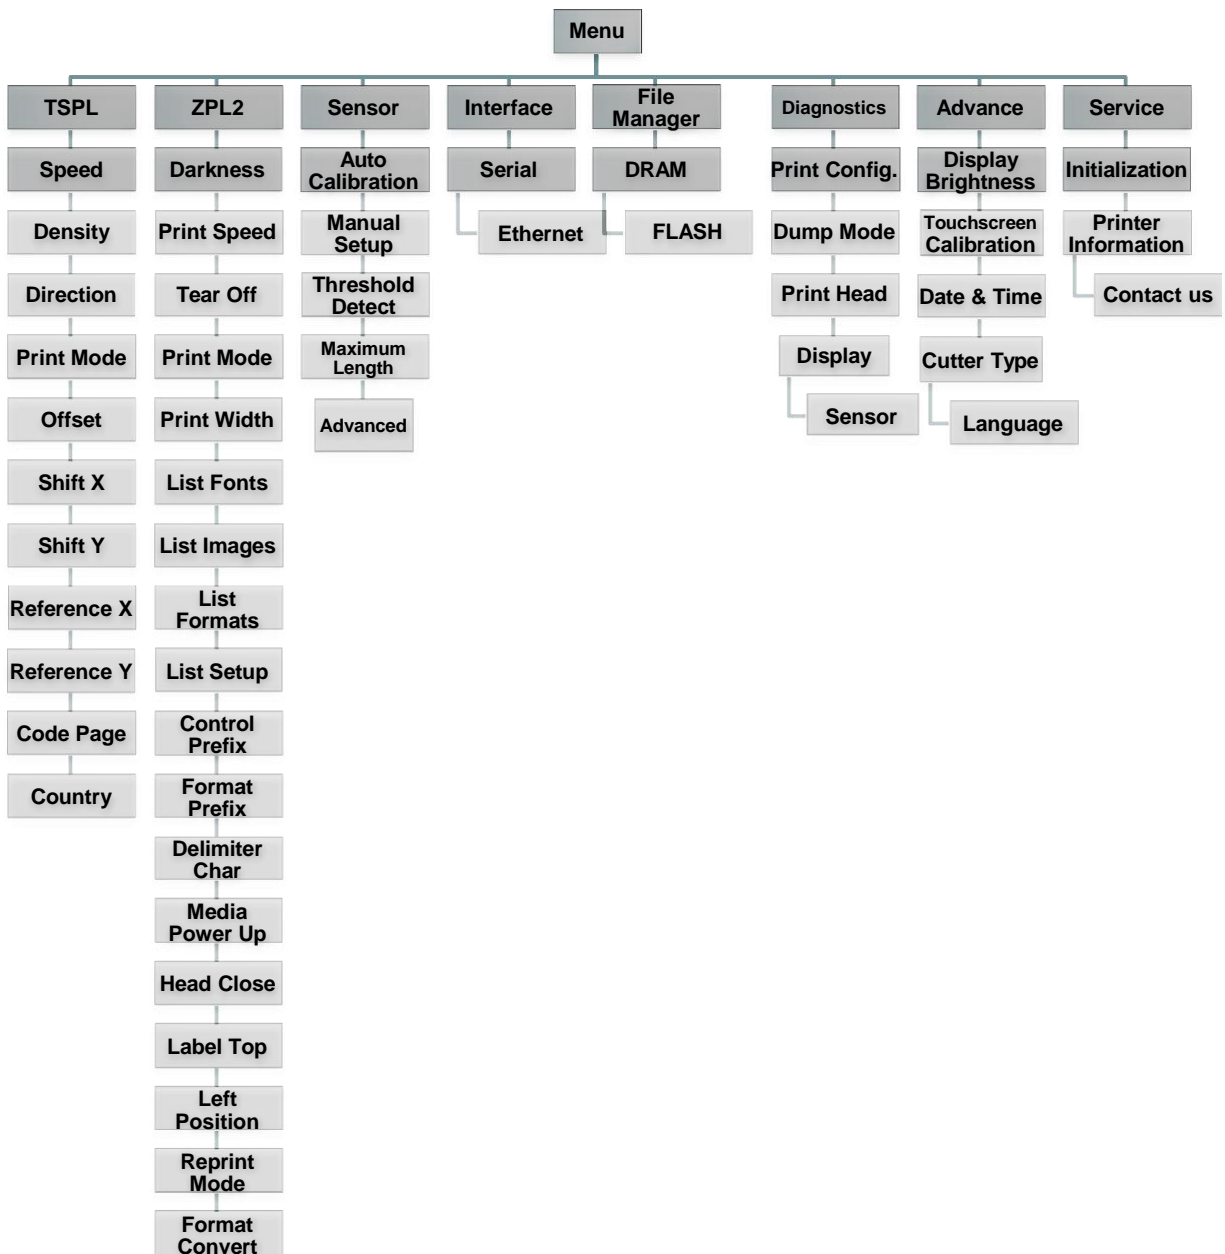 Menu
TSPL
Speed
Density
Direction
Print Mode
Offset
Shift X
Shift Y
Reference X
Reference Y
Code Page
Country
ZPL2
Darkness
Print Speed
Tear Off
Print Mode
Print Width
List Fonts
List Images
List
Formats
List Setup
Control
Prefix
Format
Prefix
Delimiter
Char
Media
Power Up
Head Close
Label Top
Left
Position
Reprint
Mode
Format
Convert
Sensor
Auto
Calibration
Manual
Setup
Threshold
Detect
Maximum
Length
Advanced
Interface
Serial
Ethernet
File
Manager
DRAM
FLASH
Diagnostics
Print Config.
Dump Mode
Print Head
Display
Sensor
Advance
Display
Brightness
Touchscreen
Calibration
Date & Time
Cutter Type
Language
Service
Initialization
Printer
Information
Contact us